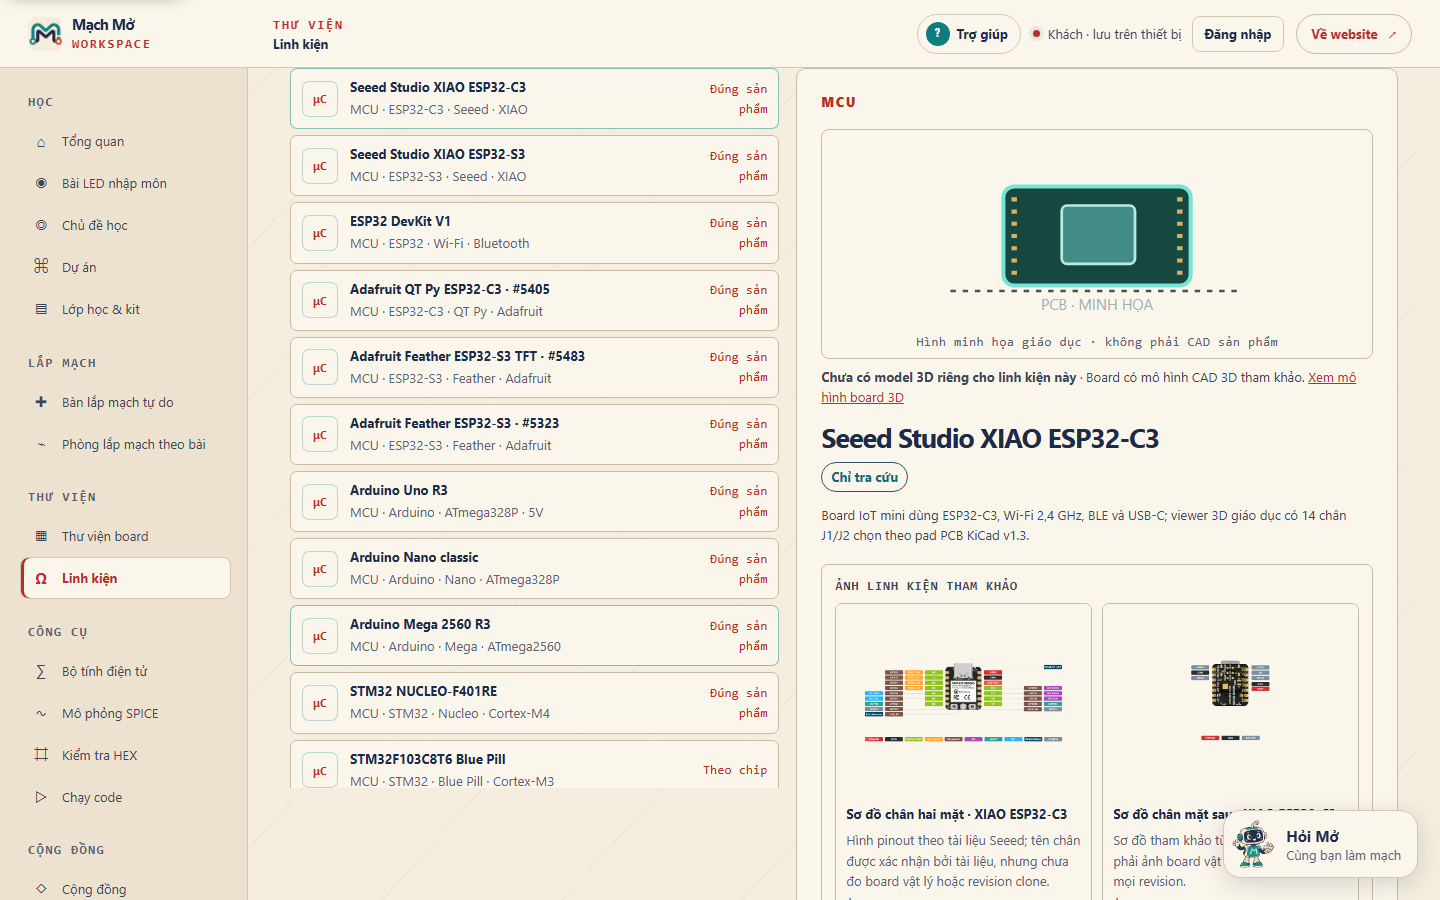 Mạch Mở
WORKSPACE
THƯ VIỆN
Linh kiện
? Trợ giúp
Khách · lưu trên thiết bị
Đăng nhập
Về website ↗
HỌC
Tổng quan
Bài LED nhập môn
Chủ đề học
Dự án
Lớp học & kit
LẮP MẠCH
Bàn lắp mạch tự do
Phòng lắp mạch theo bài
THƯ VIỆN
Thư viện board
Ω Linh kiện
CÔNG CỤ
∑ Bộ tính điện tử
Mô phỏng SPICE
Kiểm tra HEX
Chạy code
CỘNG ĐỒNG
Cộng đồng
µC
Seeed Studio XIAO ESP32-C3
MCU · ESP32-C3 · Seeed · XIAO
Đúng sản
phẩm
µC
Seeed Studio XIAO ESP32-S3
MCU · ESP32-S3 · Seeed · XIAO
Đúng sản
phẩm
µC
ESP32 DevKit V1
MCU · ESP32 · Wi-Fi · Bluetooth
Đúng sản
phẩm
µC
Adafruit QT Py ESP32-C3 · #5405
MCU · ESP32-C3 · QT Py · Adafruit
Đúng sản
phẩm
µC
Adafruit Feather ESP32-S3 TFT · #5483
MCU · ESP32-S3 · Feather · Adafruit
Đúng sản
phẩm
µC
Adafruit Feather ESP32-S3 · #5323
MCU · ESP32-S3 · Feather · Adafruit
Đúng sản
phẩm
µC
Arduino Uno R3
MCU · Arduino · ATmega328P · 5V
Đúng sản
phẩm
µC
Arduino Nano classic
MCU · Arduino · Nano · ATmega328P
Đúng sản
phẩm
µC
Arduino Mega 2560 R3
MCU · Arduino · Mega · ATmega2560
Đúng sản
phẩm
µC
STM32 NUCLEO-F401RE
MCU · STM32 · Nucleo · Cortex-M4
Đúng sản
phẩm
µC
STM32F103C8T6 Blue Pill
MCU · STM32 · Blue Pill · Cortex-M3
Theo chip
MCU
PCB · MINH HỌA
Hình minh họa giáo dục · không phải CAD sản phẩm
Chưa có model 3D riêng cho linh kiện này · Board có mô hình CAD 3D tham khảo. Xem mô
hình board 3D
Seeed Studio XIAO ESP32-C3
Chỉ tra cứu
Board IoT mini dùng ESP32-C3, Wi-Fi 2,4 GHz, BLE và USB-C; viewer 3D giáo dục có 14 chân
J1/J2 chọn theo pad PCB KiCad v1.3.
ẢNH LINH KIỆN THAM KHẢO
Sơ đồ chân hai mặt · XIAO ESP32-C3
Hình pinout theo tài liệu Seeed; tên chân
được xác nhận bởi tài liệu, nhưng chưa
đo board vật lý hoặc revision clone.
Sơ đồ chân mặt sau
Sơ đồ tham khảo từ
phải ảnh board vật
mọi revision.
Hỏi Mở
Cùng bạn làm mạch